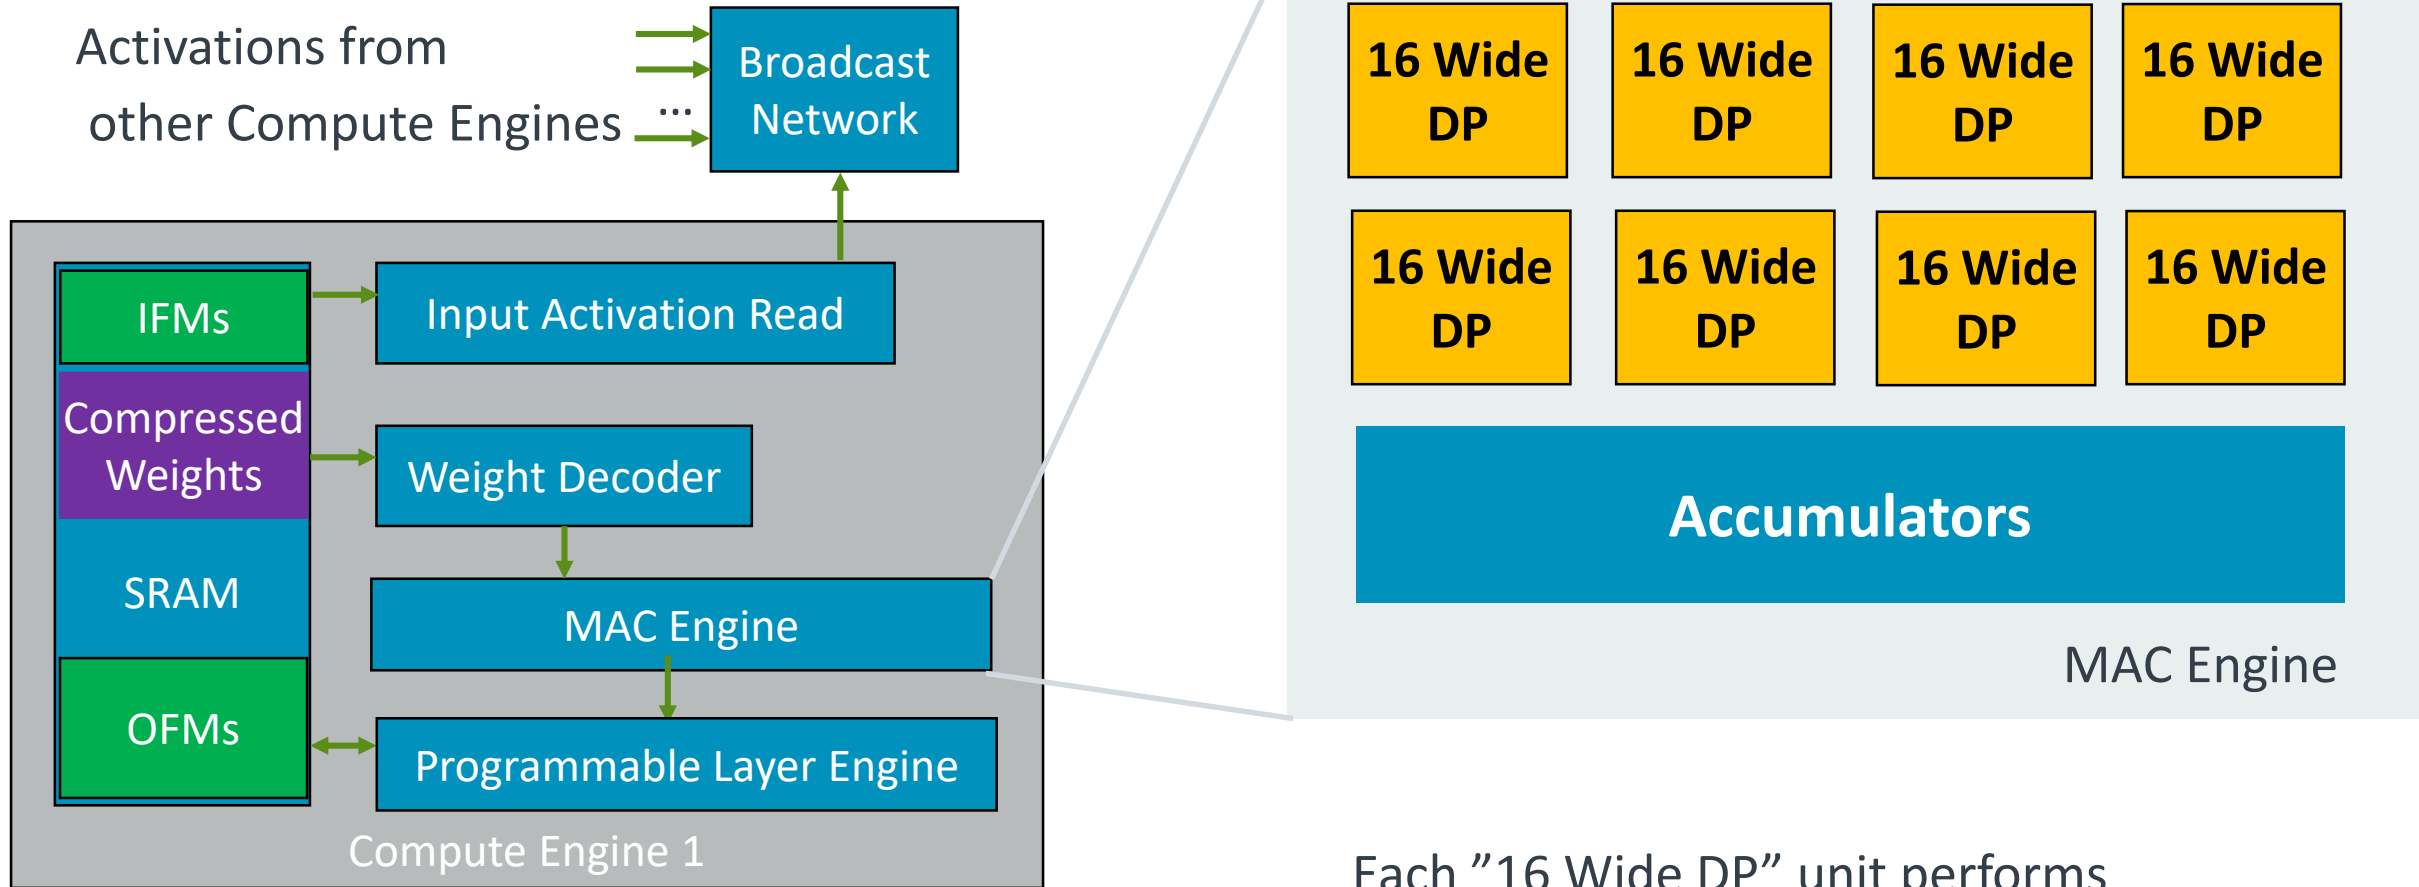 Activations from
other Compute Engines
...
Broadcast
Network
IFMs
Input Activation Read
Compressed
Weights
Weight Decoder
SRAM
MAC Engine
OFMs
Programmable Layer Engine
Compute Engine 1
16 Wide
DP
16 Wide
DP
16 Wide
DP
16 Wide
DP
16 Wide
DP
16 Wide
DP
16 Wide
DP
16 Wide
DP
Accumulators
MAC Engine
Each ”16 Wide DP” unit performs